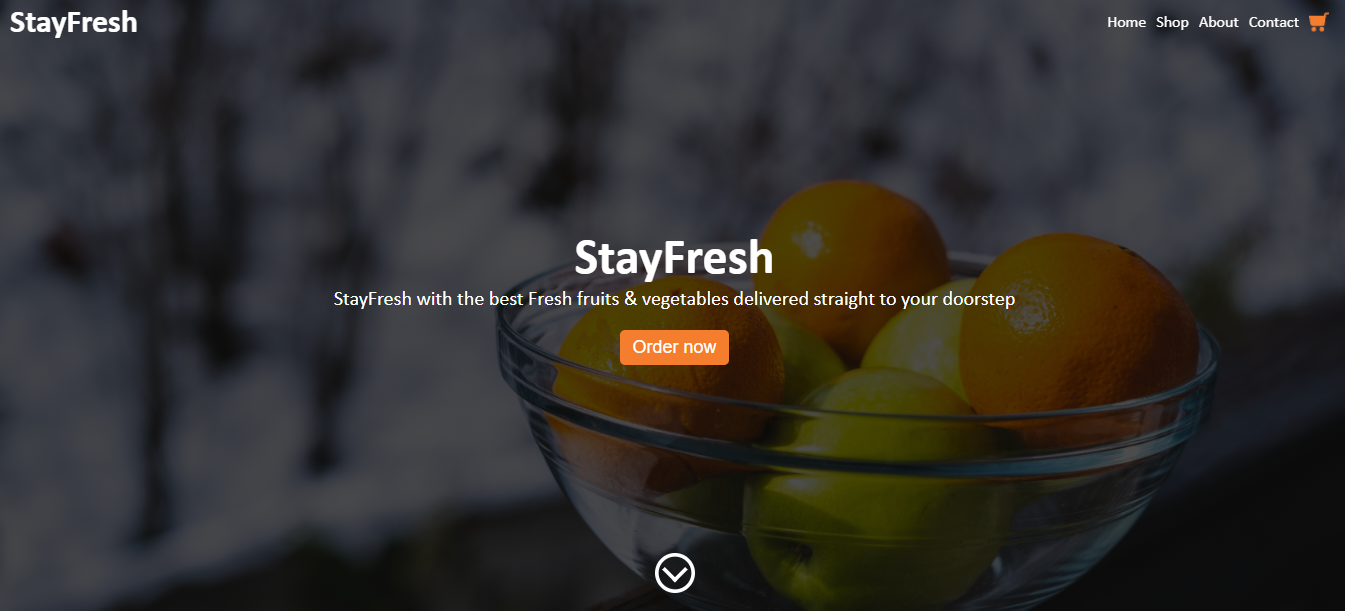 StayFresh
Home Shop About Contact
StayFresh
StayFresh with the best Fresh fruits & vegetables delivered straight to your doorstep
Order now